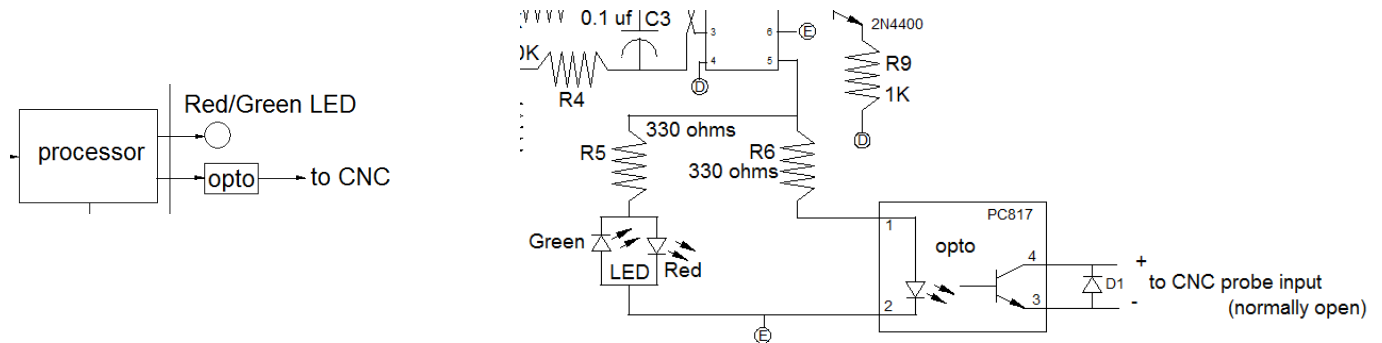 Red/Green LED
processor
opto
to CNC
0.1 uf
C3
0K
R4
3
4
6
5
E
D
2N4400
R9
1K
D
330 ohms
R5
R6
330 ohms
Green
LED
Red
E
PC817
1
opto
2
4
3
D1
+
to CNC probe input
-
(normally open)